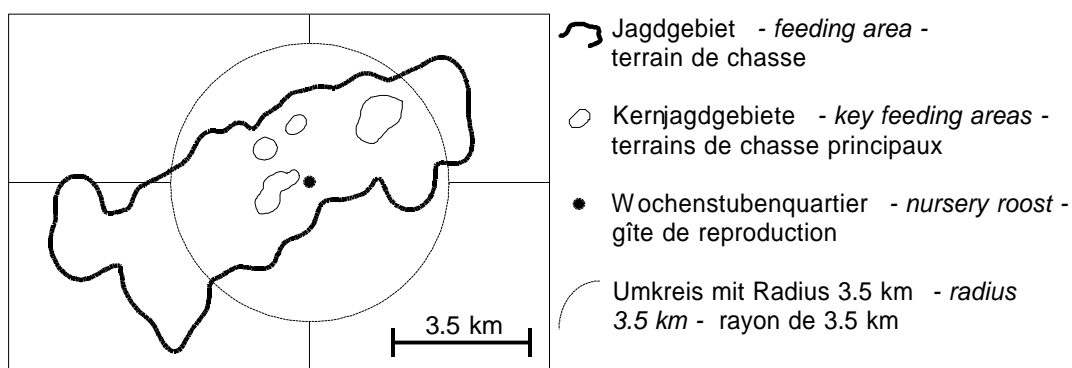 Jagdgebiet - feeding area -
terrain de chasse
Kernjagdgebiete - key feeding areas -
terrains de chasse principaux
Wochenstubenquartier - nursery roost -
gîte de reproduction
Umkreis mit Radius 3.5 km - radius
3.5 km - rayon de 3.5 km
3.5 km